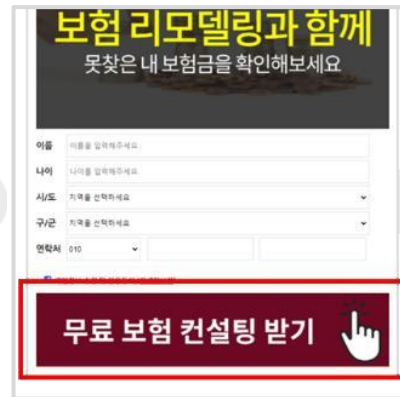 보험 리모델링과 함께
못찾은 내 보험금을 확인해보세요
이름 이름을 입력해주세요
나이 나이를 입력해주세요
시/도 지역을 선택하세요
구/군 지역을 선택하세요
연락처 010
무료 보험 컨설팅 받기